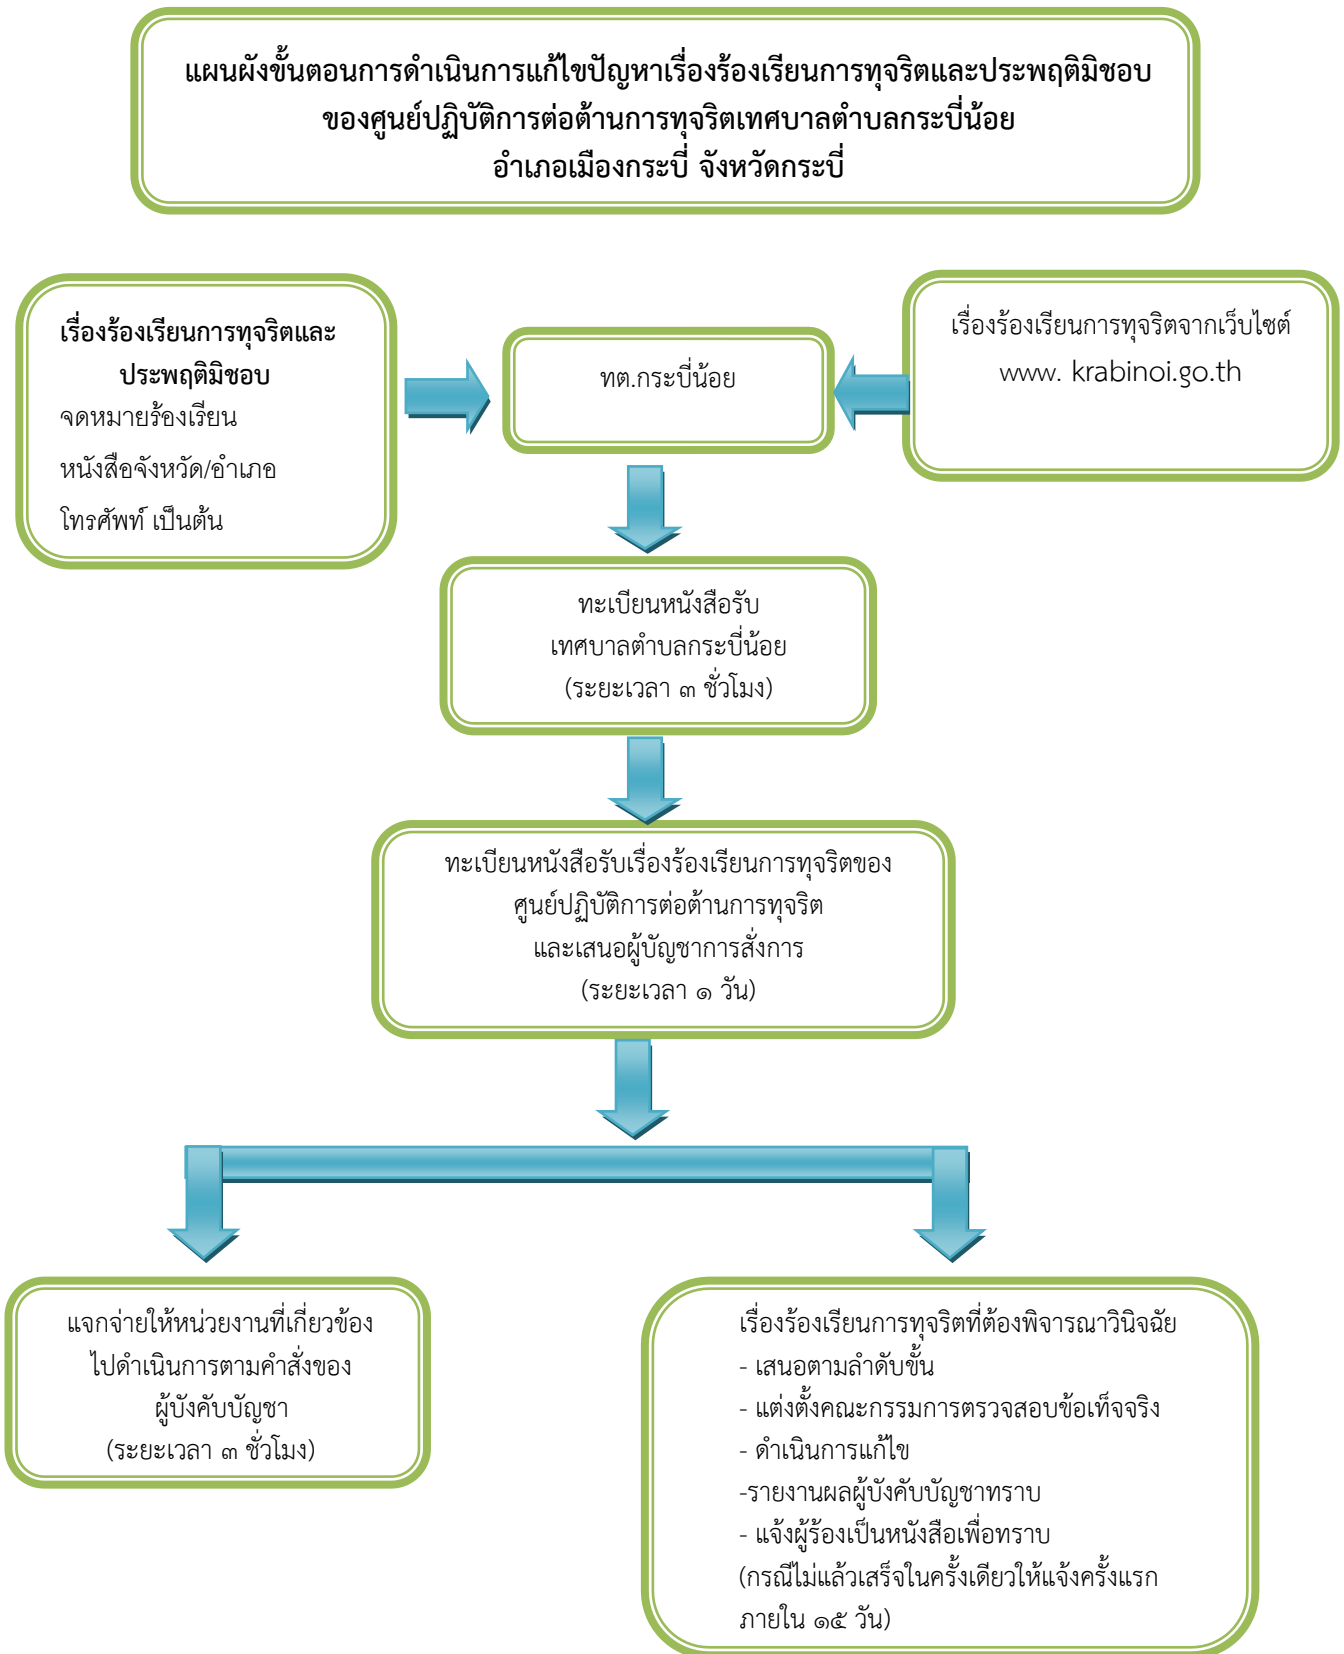 แผนผังขั้นตอนการดำเนินการแก้ไขปัญหาเรื่องร้องเรียนการทุจริตและประพฤติมิชอบ
ของศูนย์ปฏิบัติการต่อต้านการทุจริตเทศบาลตำบลกระบี่น้อย
อำเภอเมืองกระบี่ จังหวัดกระบี่
เรื่องร้องเรียนการทุจริตและ
ประพฤติมิชอบ
จดหมายร้องเรียน
หนังสือจังหวัด/อำเภอ
โทรศัพท์ เป็นต้น
ทต.กระบี่น้อย
เรื่องร้องเรียนการทุจริตจากเว็บไซต์
www. krabinoi.go.th
ทะเบียนหนังสือรับ
เทศบาลตำบลกระบี่น้อย
(ระยะเวลา ๓ ชั่วโมง)
ทะเบียนหนังสือรับเรื่องร้องเรียนการทุจริตของ
ศูนย์ปฏิบัติการต่อต้านการทุจริต
และเสนอผู้บัญชาการสั่งการ
(ระยะเวลา ๑ วัน)
แจกจ่ายให้หน่วยงานที่เกี่ยวข้อง
ไปดำเนินการตามคำสั่งของ
ผู้บังคับบัญชา
(ระยะเวลา ๓ ชั่วโมง)
เรื่องร้องเรียนการทุจริตที่ต้องพิจารณาวินิจฉัย
- เสนอตามลำดับขั้น
- แต่งตั้งคณะกรรมการตรวจสอบข้อเท็จจริง
- ดำเนินการแก้ไข
-รายงานผลผู้บังคับบัญชาทราบ
- แจ้งผู้ร้องเป็นหนังสือเพื่อทราบ
(กรณีไม่แล้วเสร็จในครั้งเดียวให้แจ้งครั้งแรก
ภายใน ๑๕ วัน)